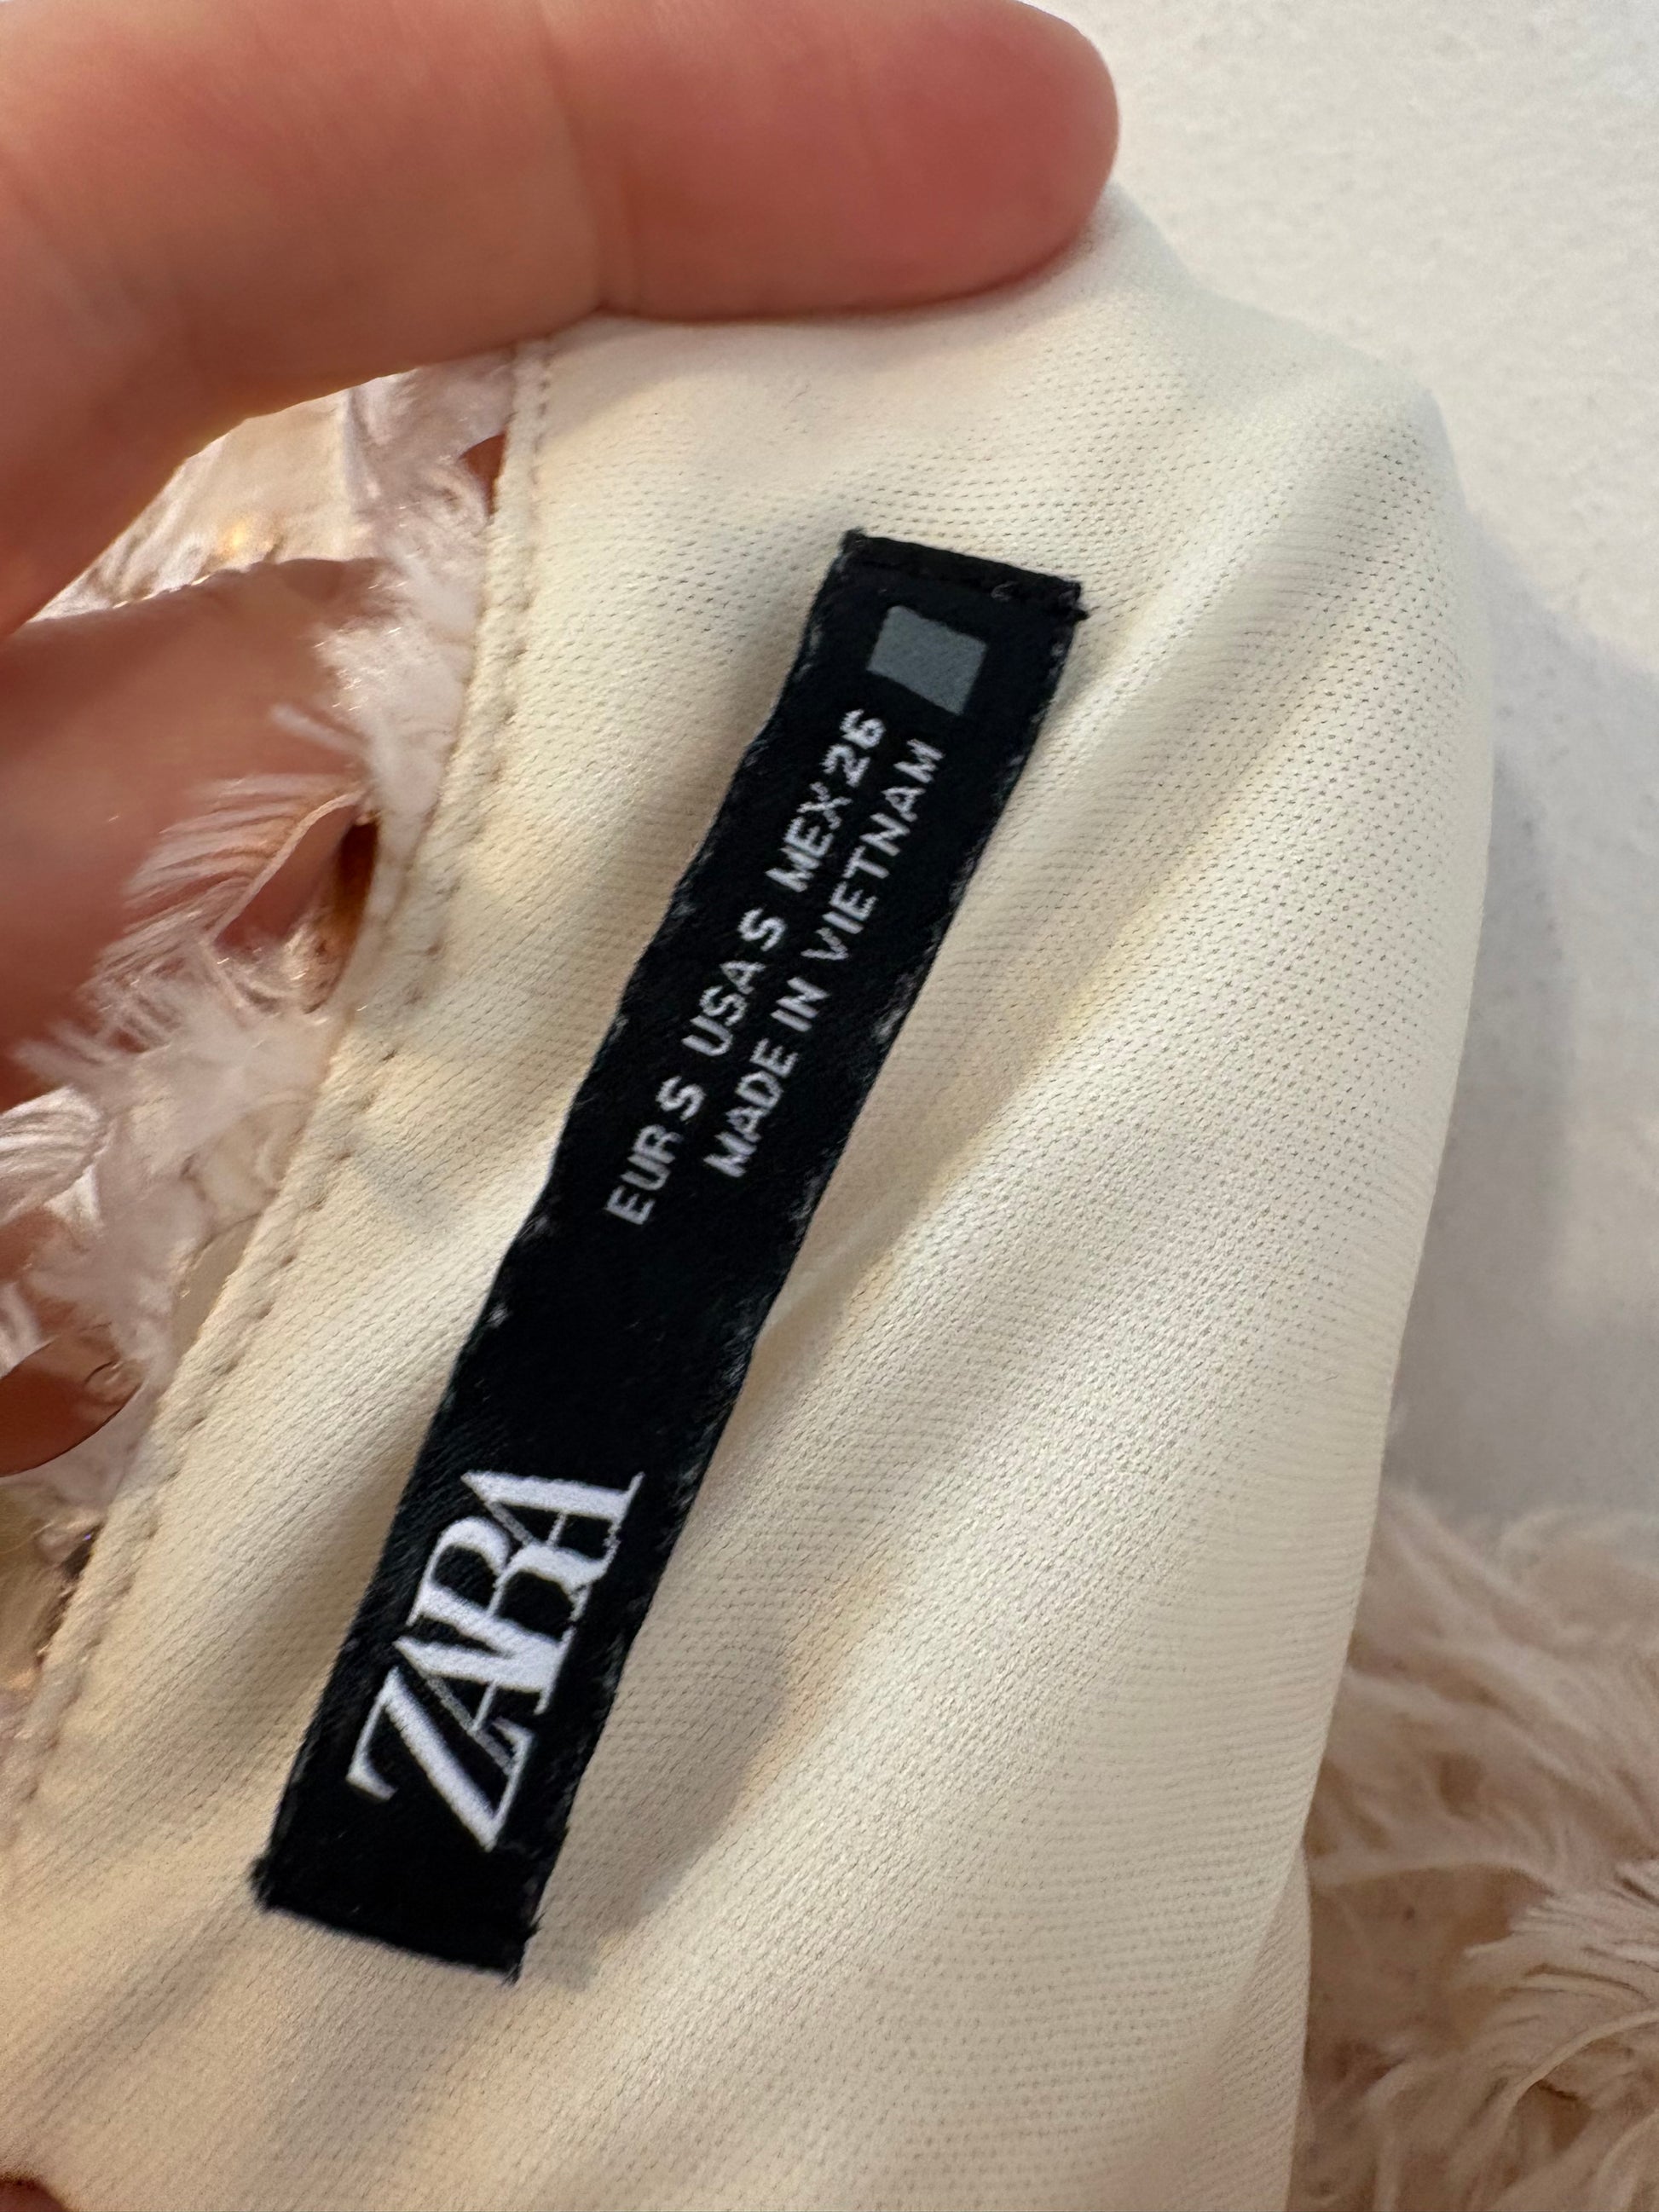 ZARA
EUR S USA S MEX 26
MADE IN VIETNAM